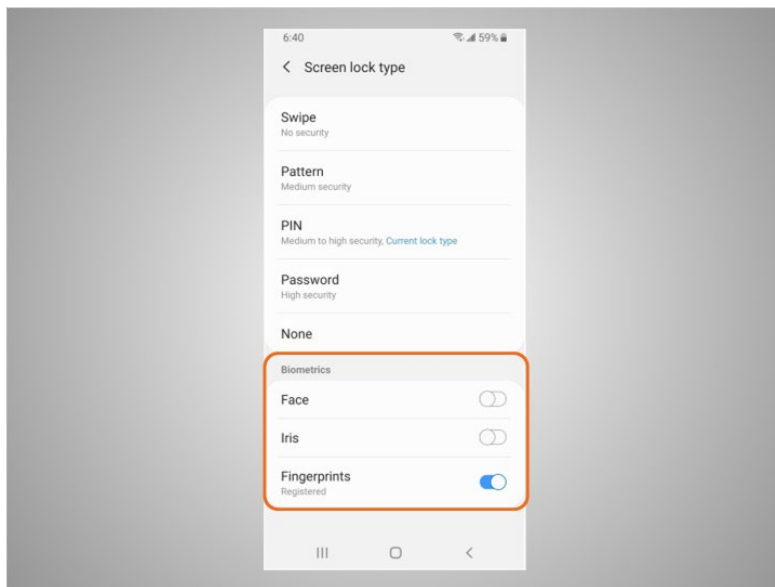 6:40 59%
Screen lock type
Swipe
No security
Pattern
Medium security
PIN
Medium to high security, Current lock type
Password
High security
None
Biometrics
Face
Iris
Fingerprints
Registered